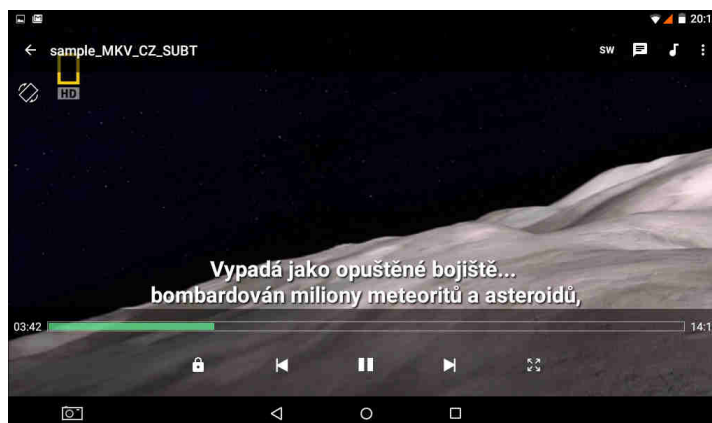 20:1
sample_MKV_CZ_SUBT
SW
HD
Vypadá jako opuštěné bojiště...
bombardován miliony meteoritů a asteroidů,
03:42
14:1